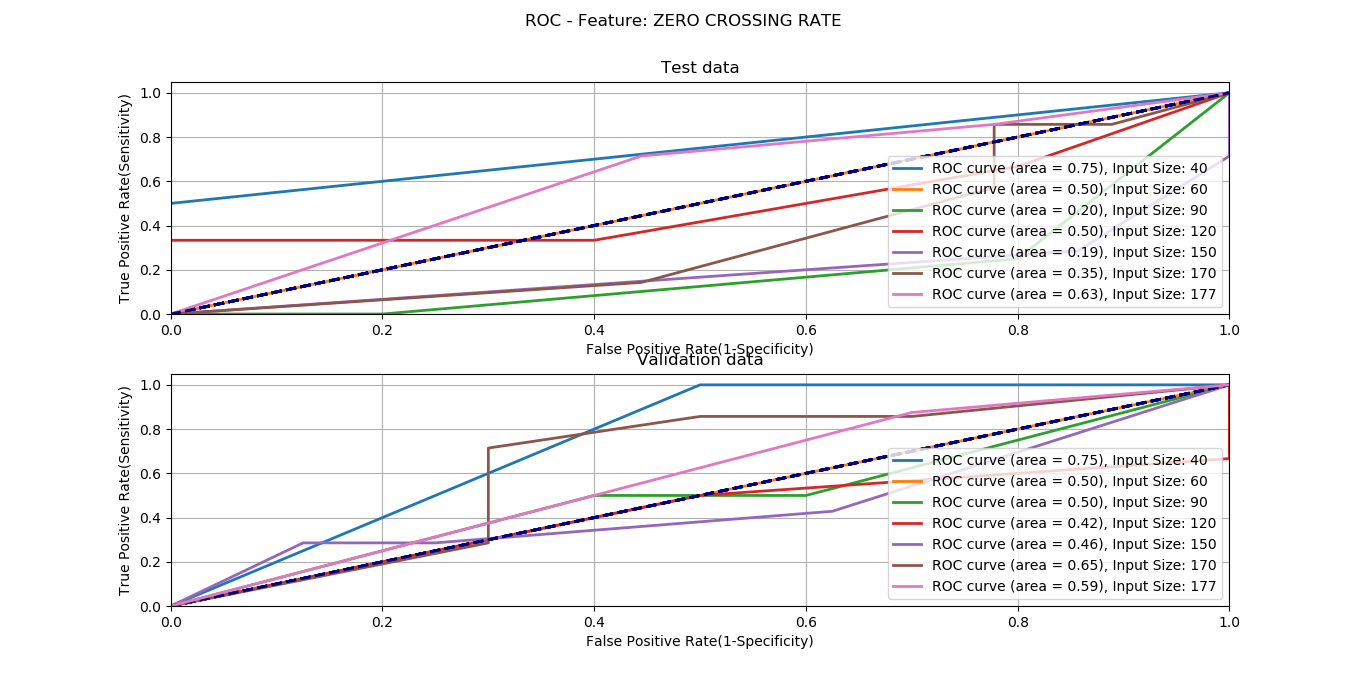 ROC - Feature: ZERO CROSSING RATE
Test data
True Positive Rate(Sensitivity)
1.0
0.8
0.6
0.4
0.2
0.0
ROC curve (area = 0.75), Input Size: 40
ROC curve (area = 0.50), Input Size: 60
ROC curve (area = 0.20), Input Size: 90
ROC curve (area = 0.50), Input Size: 120
ROC curve (area = 0.19), Input Size: 150
ROC curve (area = 0.35), Input Size: 170
ROC curve (area = 0.63), Input Size: 177
0.0 0.2 0.4 0.6 0.8 1.0
False Positive Rate(1-Specificity)
Validation data
True Positive Rate(Sensitivity)
1.0
0.8
0.6
0.4
0.2
0.0
ROC curve (area = 0.75), Input Size: 40
ROC curve (area = 0.50), Input Size: 60
ROC curve (area = 0.50), Input Size: 90
ROC curve (area = 0.42), Input Size: 120
ROC curve (area = 0.46), Input Size: 150
ROC curve (area = 0.65), Input Size: 170
ROC curve (area = 0.59), Input Size: 177
0.0 0.2 0.4 0.6 0.8 1.0
False Positive Rate(1-Specificity)